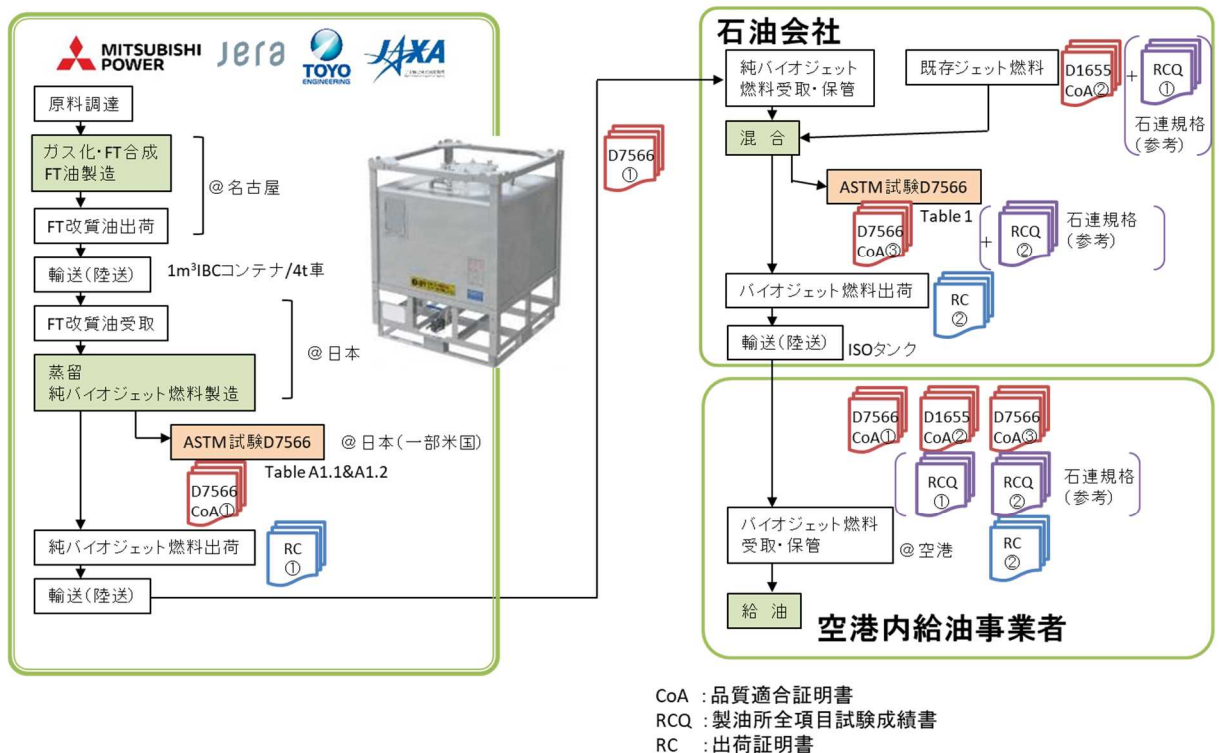 MITSUBISHI
POWER
Jera
TOYO
ENGINEERING
JAXA
原料調達
ガス化・FT合成
FT油製造
@名古屋
FT改質油出荷
輸送(陸送)
1m³IBCコンテナ/4t車
FT改質油受取
@日本
蒸留
純バイオジェット燃料製造
ASTM試験D7566
@日本(一部米国)
Table A1.1&A1.2
D7566
CoA①
純バイオジェット燃料出荷
RC
①
輸送(陸送)
D7566
①
石油会社
純バイオジェット
燃料受取・保管
既存ジェット燃料
D1655
CoA②
+
RCQ
①
石連規格
(参考)
混合
ASTM試験D7566
Table 1
D7566
CoA③
+
RCQ
②
石連規格
(参考)
バイオジェット燃料出荷
RC
②
輸送(陸送)
ISOタンク
D7566
CoA①
D1655
CoA②
D7566
CoA③
RCQ
①
RCQ
②
石連規格
(参考)
バイオジェット燃料
受取・保管
@空港
RC
②
給油
空港内給油事業者
CoA :品質適合証明書
RCQ :製油所全項目試験成績書
RC :出荷証明書